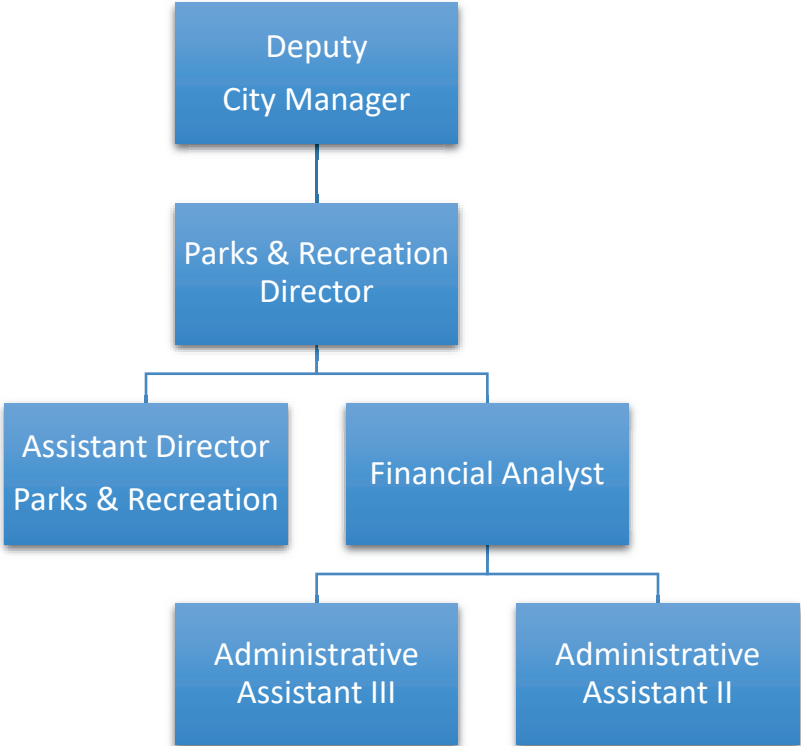 Deputy
City Manager
Parks & Recreation
Director
Assistant Director
Parks & Recreation
Financial Analyst
Administrative
Assistant III
Administrative
Assistant II